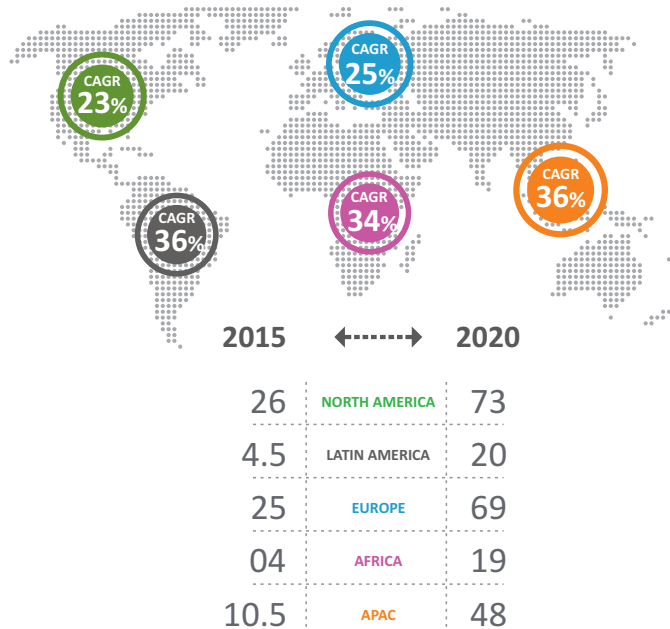 CAGR
23%
CAGR
25%
CAGR
36%
CAGR
34%
CAGR
36%
2015 2020
26 NORTH AMERICA 73
4.5 LATIN AMERICA 20
25 EUROPE 69
04 AFRICA 19
10.5 APAC 48